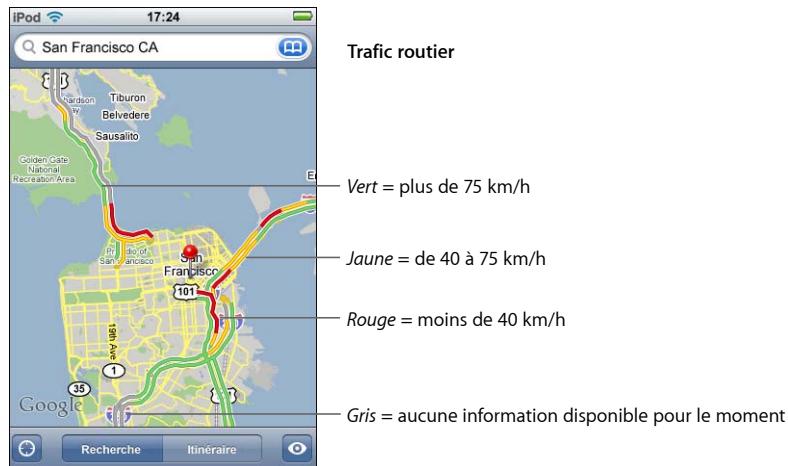 iPod 17:24
San Francisco CA
Trafic routier
Tiburon
Belvedere
Sausalito
Golden Gate
National
Recreation Area
Vert = plus de 75 km/h
San
Francisco
Jaune = de 40 à 75 km/h
101
Rouge = moins de 40 km/h
19th Ave
1
35
Google
Gris = aucune information disponible pour le moment
Recherche Itinéraire